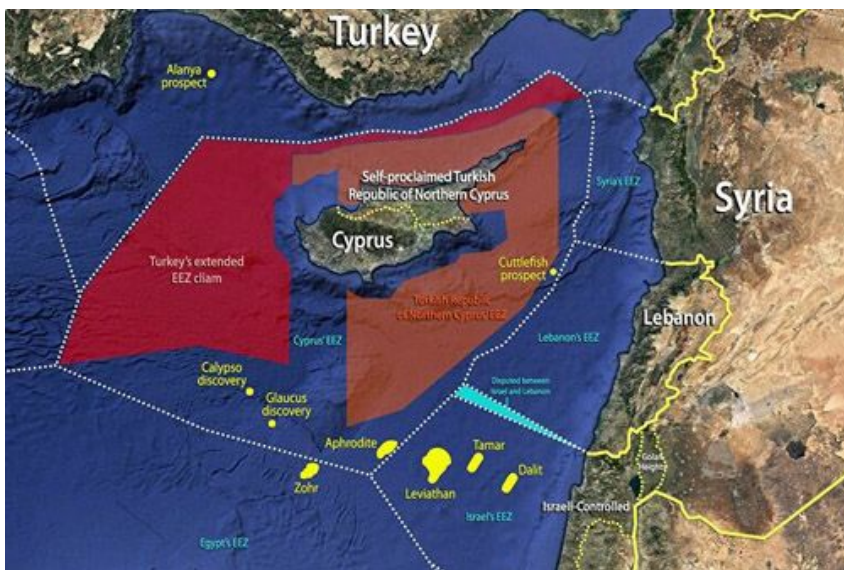 Turkey
Alanya
prospect
Self-proclaimed Turkish
Republic of Northern Cyprus
Syria's EEZ
Syria
Cyprus
Turkey's extended
EEZ cliam
Cuttlefish
prospect
Turkish Republic
of Northern Cyprus' EEZ
Lebanon
Cyprus' EEZ
Lebanon's EEZ
Calypso
discovery
Disputed between
Israel and Lebanon
Glaucus
discovery
Aphrodite
Tamar
Golan
Heights
Zohr
Leviathan
Dalit
Israeli-Controlled
Israel's EEZ
Egypt's EEZ